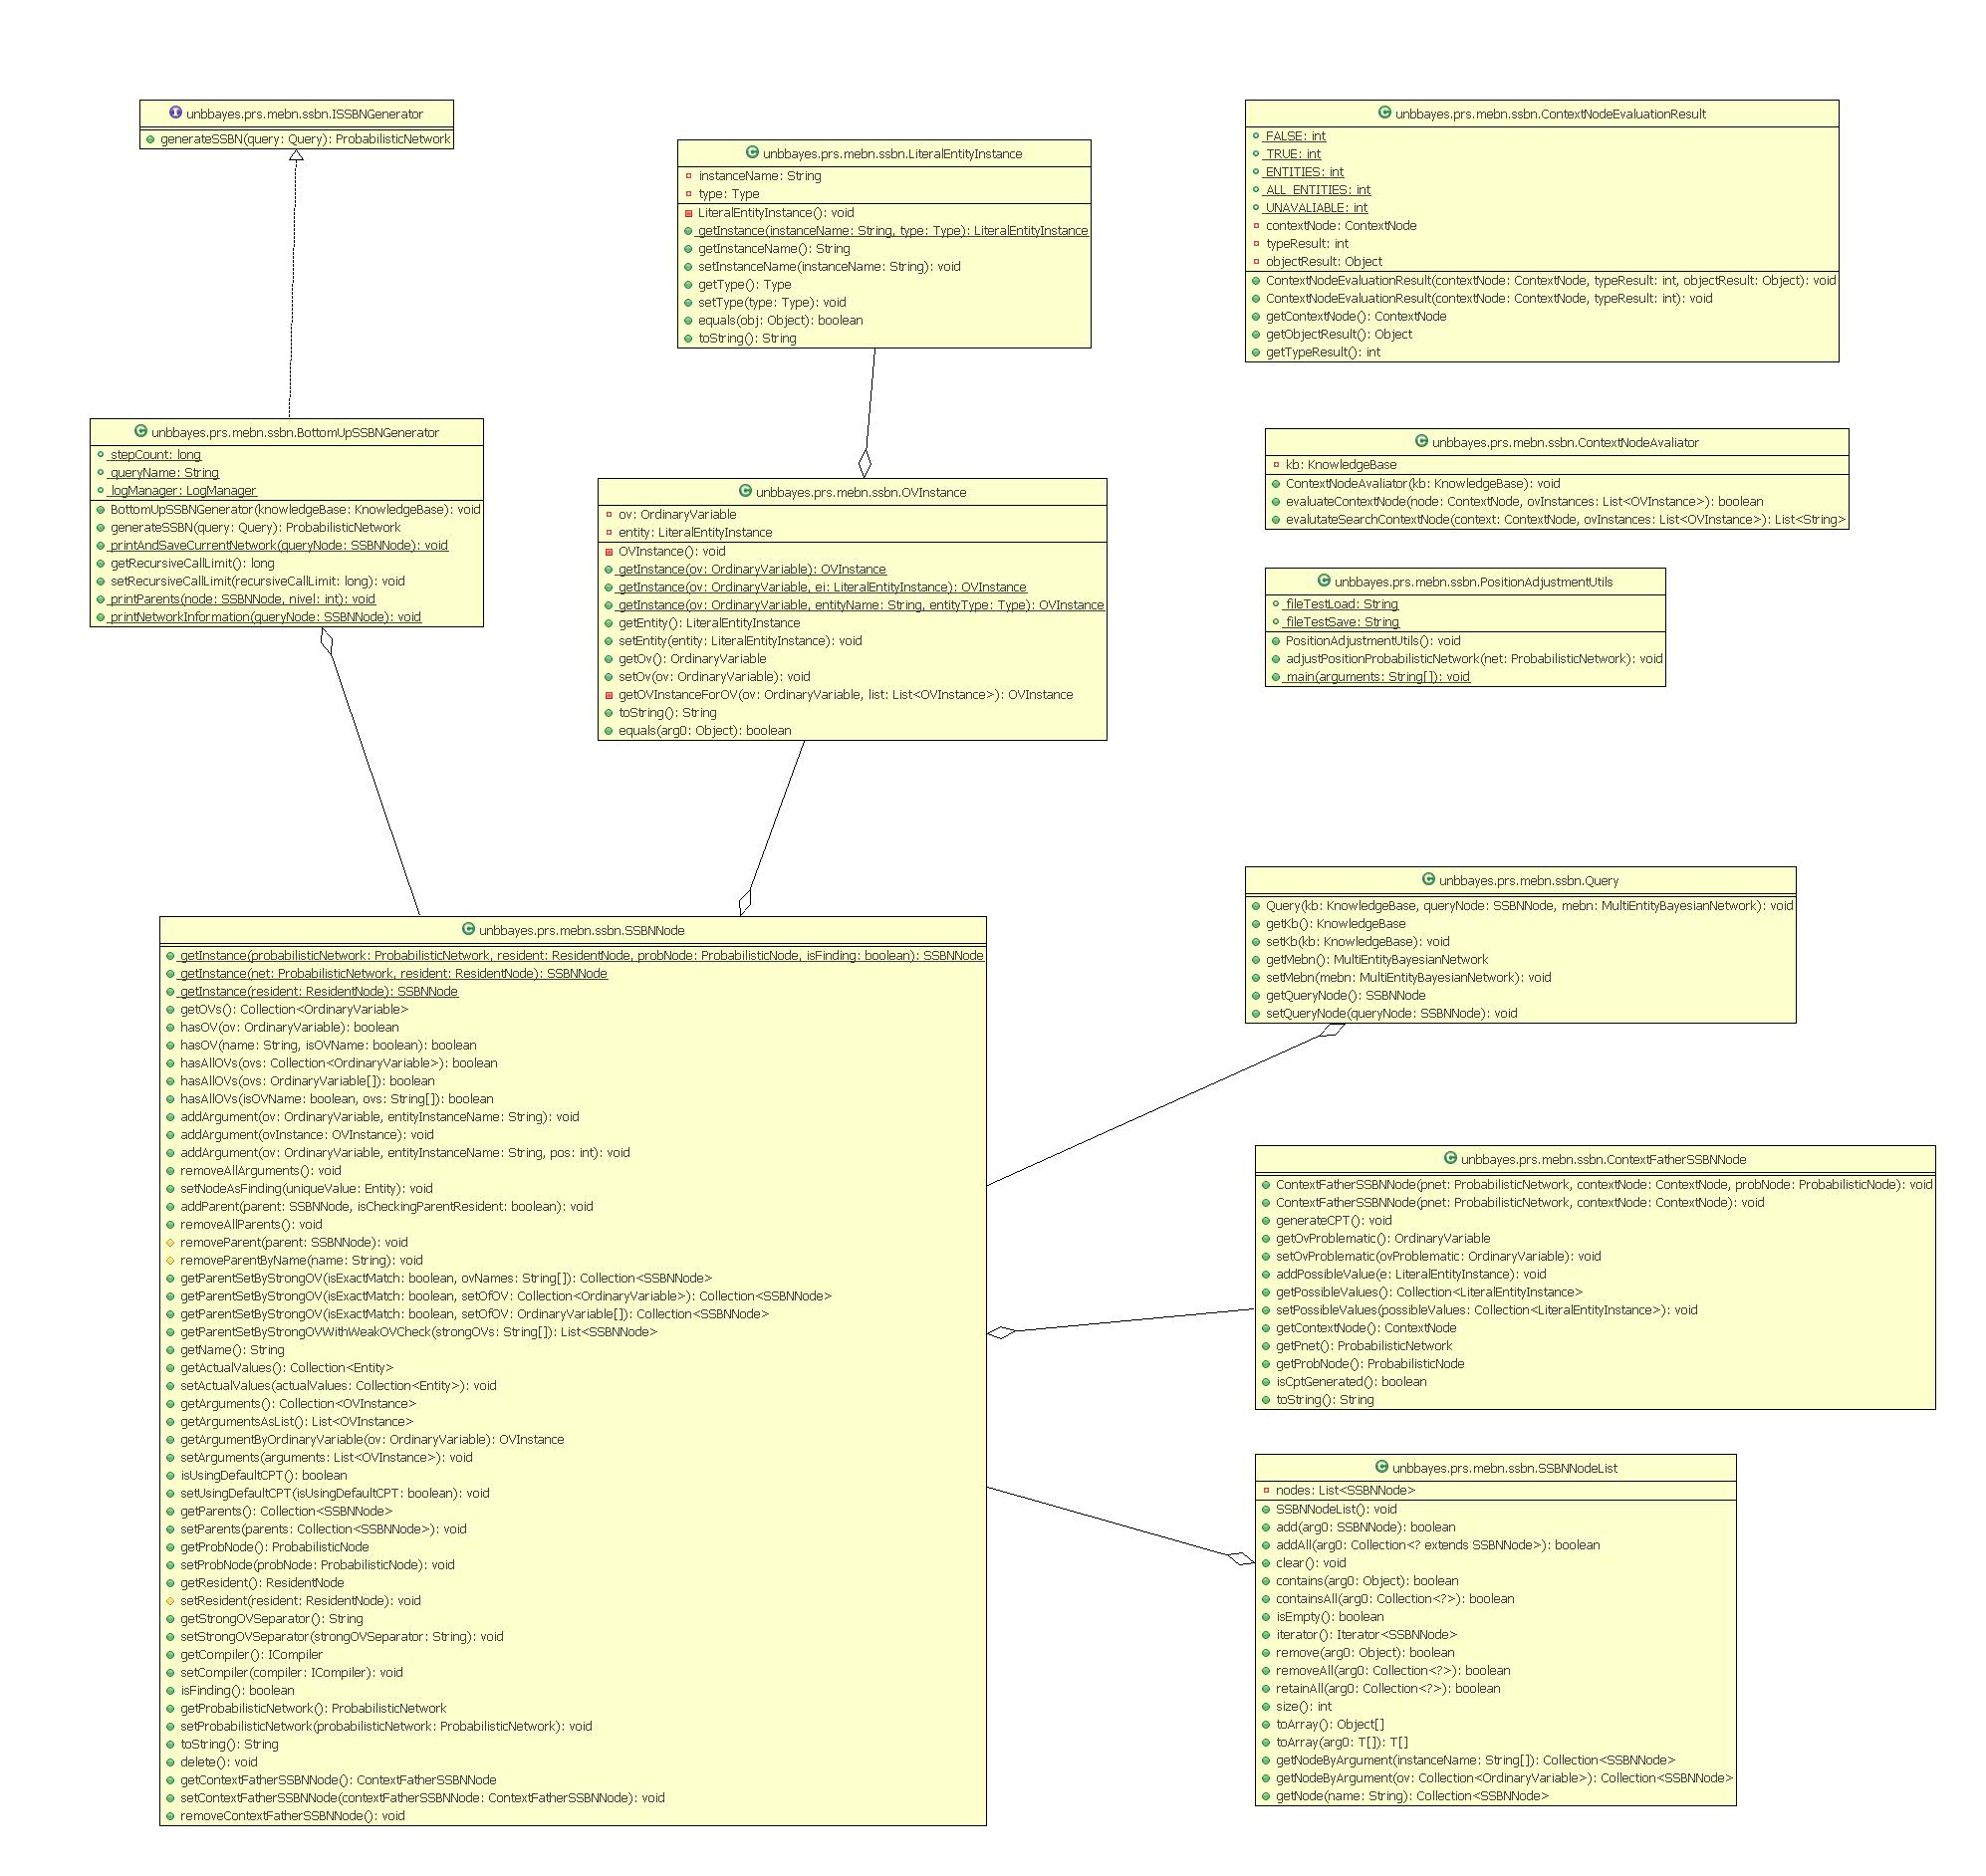 unbbayes.prs.mebn.ssbn.ISSBNGenerator
generateSSBN(query: Query): ProbabilisticNetwork
unbbayes.prs.mebn.ssbn.LiteralEntityInstance
instanceName: String
type: Type
LiteralEntityInstance(): void
getInstance(instanceName: String, type: Type): LiteralEntityInstance
getInstanceName(): String
setInstanceName(instanceName: String): void
getType(): Type
setType(type: Type): void
equals(obj: Object): boolean
toString(): String
unbbayes.prs.mebn.ssbn.ContextNodeEvaluationResult
FALSE: int
TRUE: int
ENTITIES: int
ALL_ENTITIES: int
UNAVALIABLE: int
contextNode: ContextNode
typeResult: int
objectResult: Object
ContextNodeEvaluationResult(contextNode: ContextNode, typeResult: int, objectResult: Object): void
ContextNodeEvaluationResult(contextNode: ContextNode, typeResult: int): void
getContextNode(): ContextNode
getObjectResult(): Object
getTypeResult(): int
unbbayes.prs.mebn.ssbn.BottomUpSSBNGenerator
stepCount: long
queryName: String
logManager: LogManager
BottomUpSSBNGenerator(knowledgeBase: KnowledgeBase): void
generateSSBN(query: Query): ProbabilisticNetwork
printAndSaveCurrentNetwork(queryNode: SSBNNode): void
getRecursiveCallLimit(): long
setRecursiveCallLimit(recursiveCallLimit: long): void
printParents(node: SSBNNode, nivel: int): void
printNetworkInformation(queryNode: SSBNNode): void
unbbayes.prs.mebn.ssbn.OVInstance
ov: OrdinaryVariable
entity: LiteralEntityInstance
OVInstance(): void
getInstance(ov: OrdinaryVariable): OVInstance
getInstance(ov: OrdinaryVariable, ei: LiteralEntityInstance): OVInstance
getInstance(ov: OrdinaryVariable, entityName: String, entityType: Type): OVInstance
getEntity(): LiteralEntityInstance
setEntity(entity: LiteralEntityInstance): void
getOv(): OrdinaryVariable
setOv(ov: OrdinaryVariable): void
getOVInstanceForOV(ov: OrdinaryVariable, list: List<OVInstance>): OVInstance
toString(): String
equals(arg0: Object): boolean
unbbayes.prs.mebn.ssbn.ContextNodeAvaliator
kb: KnowledgeBase
ContextNodeAvaliator(kb: KnowledgeBase): void
evaluateContextNode(node: ContextNode, ovInstances: List<OVInstance>): boolean
evalutateSearchContextNode(context: ContextNode, ovInstances: List<OVInstance>): List<String>
unbbayes.prs.mebn.ssbn.PositionAdjustmentUtils
fileTestLoad: String
fileTestSave: String
PositionAdjustmentUtils(): void
adjustPositionProbabilisticNetwork(net: ProbabilisticNetwork): void
main(arguments: String[]): void
unbbayes.prs.mebn.ssbn.SSBNNode
getInstance(probabilisticNetwork: ProbabilisticNetwork, resident: ResidentNode, probNode: ProbabilisticNode, isFinding: boolean): SSBNNode
getInstance(net: ProbabilisticNetwork, resident: ResidentNode): SSBNNode
getInstance(resident: ResidentNode): SSBNNode
getOVs(): Collection<OrdinaryVariable>
hasOV(ov: OrdinaryVariable): boolean
hasOV(name: String, isOVName: boolean): boolean
hasAllOVs(ovs: Collection<OrdinaryVariable>): boolean
hasAllOVs(ovs: OrdinaryVariable[]): boolean
hasAllOVs(isOVName: boolean, ovs: String[]): boolean
addArgument(ov: OrdinaryVariable, entityInstanceName: String): void
addArgument(ovInstance: OVInstance): void
addArgument(ov: OrdinaryVariable, entityInstanceName: String, pos: int): void
removeAllArguments(): void
setNodeAsFinding(uniqueValue: Entity): void
addParent(parent: SSBNNode, isCheckingParentResident: boolean): void
removeAllParents(): void
removeParent(parent: SSBNNode): void
removeParentByName(name: String): void
getParentSetByStrongOV(isExactMatch: boolean, ovNames: String[]): Collection<SSBNNode>
getParentSetByStrongOV(isExactMatch: boolean, setOfOV: Collection<OrdinaryVariable>): Collection<SSBNNode>
getParentSetByStrongOV(isExactMatch: boolean, setOfOV: OrdinaryVariable[]): Collection<SSBNNode>
getParentSetByStrongOVWithWeakOVCheck(strongOVs: String[]): List<SSBNNode>
getName(): String
getActualValues(): Collection<Entity>
setActualValues(actualValues: Collection<Entity>): void
getArguments(): Collection<OVInstance>
getArgumentsAsList(): List<OVInstance>
getArgumentByOrdinaryVariable(ov: OrdinaryVariable): OVInstance
setArguments(arguments: List<OVInstance>): void
isUsingDefaultCPT(): boolean
setUsingDefaultCPT(isUsingDefaultCPT: boolean): void
getParents(): Collection<SSBNNode>
setParents(parents: Collection<SSBNNode>): void
getProbNode(): ProbabilisticNode
setProbNode(probNode: ProbabilisticNode): void
getResident(): ResidentNode
setResident(resident: ResidentNode): void
getStrongOVSeparator(): String
setStrongOVSeparator(strongOVSeparator: String): void
getCompiler(): ICompiler
setCompiler(compiler: ICompiler): void
isFinding(): boolean
getProbabilisticNetwork(): ProbabilisticNetwork
setProbabilisticNetwork(probabilisticNetwork: ProbabilisticNetwork): void
toString(): String
delete(): void
getContextFatherSSBNNode(): ContextFatherSSBNNode
setContextFatherSSBNNode(contextFatherSSBNNode: ContextFatherSSBNNode): void
removeContextFatherSSBNNode(): void
unbbayes.prs.mebn.ssbn.Query
Query(kb: KnowledgeBase, queryNode: SSBNNode, mebn: MultiEntityBayesianNetwork): void
getKb(): KnowledgeBase
setKb(kb: KnowledgeBase): void
getMebn(): MultiEntityBayesianNetwork
setMebn(mebn: MultiEntityBayesianNetwork): void
getQueryNode(): SSBNNode
setQueryNode(queryNode: SSBNNode): void
unbbayes.prs.mebn.ssbn.ContextFatherSSBNNode
ContextFatherSSBNNode(pnet: ProbabilisticNetwork, contextNode: ContextNode, probNode: ProbabilisticNode): void
ContextFatherSSBNNode(pnet: ProbabilisticNetwork, contextNode: ContextNode): void
generateCPT(): void
getOvProblematic(): OrdinaryVariable
setOvProblematic(ovProblematic: OrdinaryVariable): void
addPossibleValue(e: LiteralEntityInstance): void
getPossibleValues(): Collection<LiteralEntityInstance>
setPossibleValues(possibleValues: Collection<LiteralEntityInstance>): void
getContextNode(): ContextNode
getPnet(): ProbabilisticNetwork
getProbNode(): ProbabilisticNode
isCptGenerated(): boolean
toString(): String
unbbayes.prs.mebn.ssbn.SSBNNodeList
nodes: List<SSBNNode>
SSBNNodeList(): void
add(arg0: SSBNNode): boolean
addAll(arg0: Collection<? extends SSBNNode>): boolean
clear(): void
contains(arg0: Object): boolean
containsAll(arg0: Collection<?>): boolean
isEmpty(): boolean
iterator(): Iterator<SSBNNode>
remove(arg0: Object): boolean
removeAll(arg0: Collection<?>): boolean
retainAll(arg0: Collection<?>): boolean
size(): int
toArray(): Object[]
toArray(arg0: T[]): T[]
getNodeByArgument(instanceName: String[]): Collection<SSBNNode>
getNodeByArgument(ov: Collection<OrdinaryVariable>): Collection<SSBNNode>
getNode(name: String): Collection<SSBNNode>